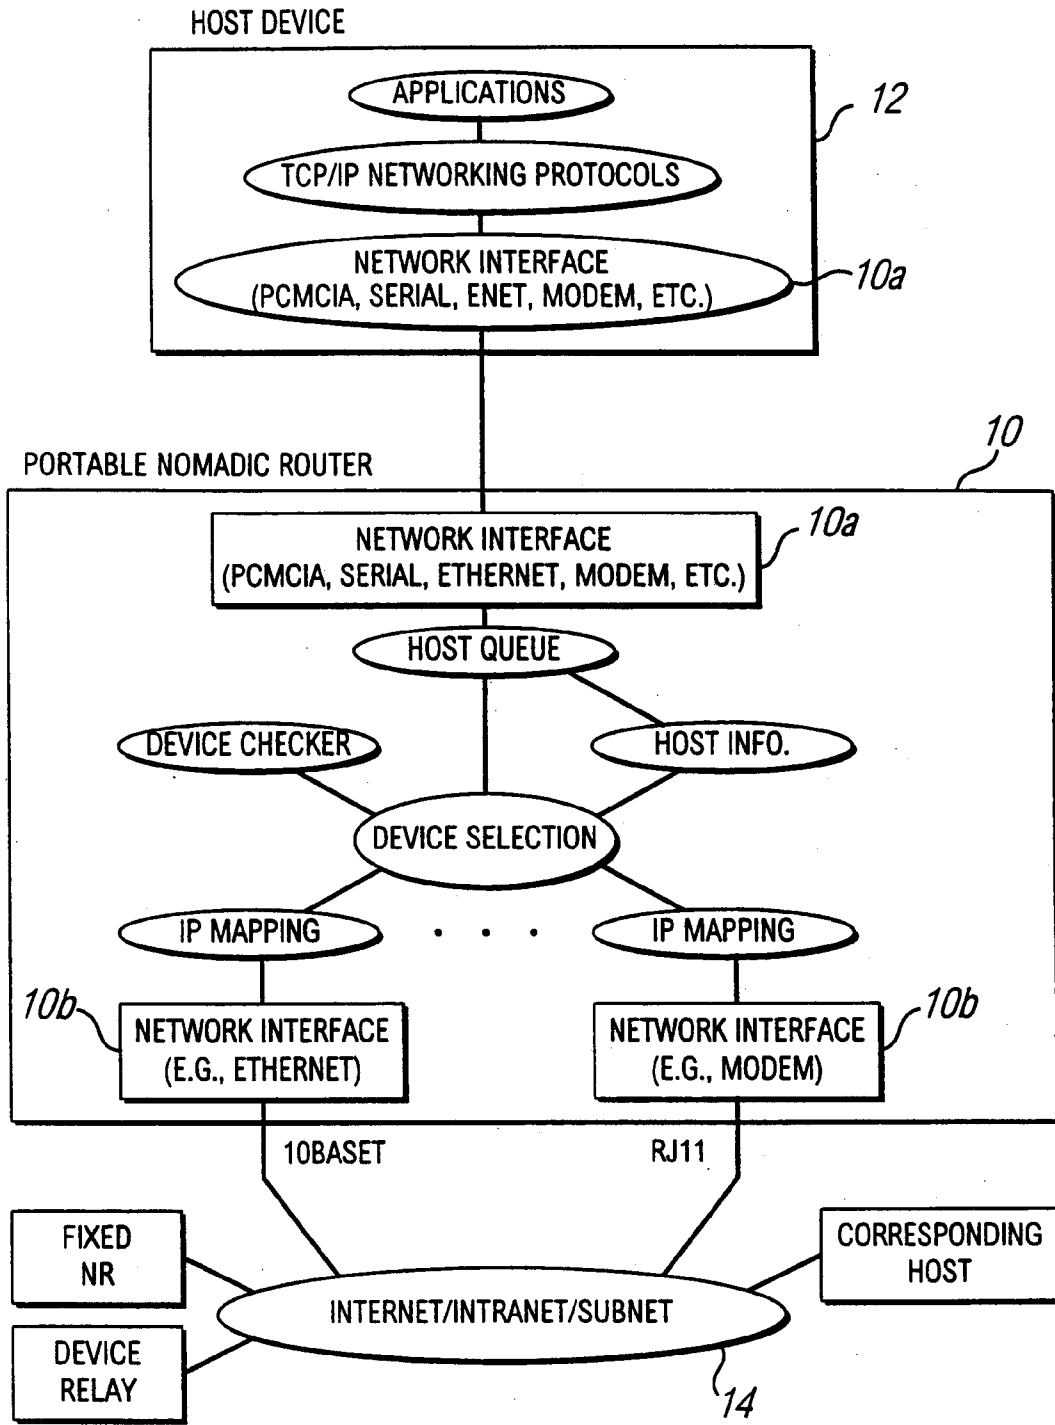 HOST DEVICE
APPLICATIONS
12
TCP/IP NETWORKING PROTOCOLS
NETWORK INTERFACE
(PCMCIA, SERIAL, ENET, MODEM, ETC.)
10a
10
PORTABLE NOMADIC ROUTER
NETWORK INTERFACE
(PCMCIA, SERIAL, ETHERNET, MODEM, ETC.)
10a
HOST QUEUE
DEVICE CHECKER
HOST INFO.
DEVICE SELECTION
IP MAPPING
. . .
IP MAPPING
10b
NETWORK INTERFACE
(E.G., ETHERNET)
NETWORK INTERFACE
(E.G., MODEM)
10b
10BASET
RJ11
FIXED
NR
CORRESPONDING
HOST
INTERNET/INTRANET/SUBNET
DEVICE
RELAY
14